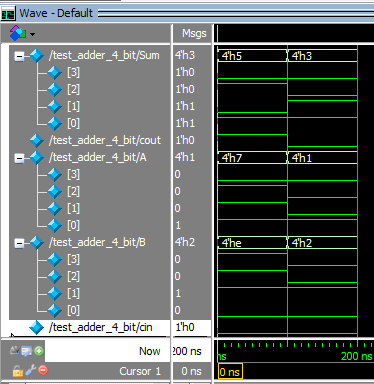 Wave - Default
Msgs
/test_adder_4_bit/Sum 4'h3 4'h5 4'h3
[3] 1'h0
[2] 1'h0
[1] 1'h1
[0] 1'h1
/test_adder_4_bit/cout 1'h0
/test_adder_4_bit/A 4'h1 4'h7 4'h1
[3] 0
[2] 0
[1] 0
[0] 1
/test_adder_4_bit/B 4'h2 4'he 4'h2
[3] 0
[2] 0
[1] 1
[0] 0
/test_adder_4_bit/cin 1'h0
Now 200 ns ns 200 ns
Cursor 1 0 ns 0 ns